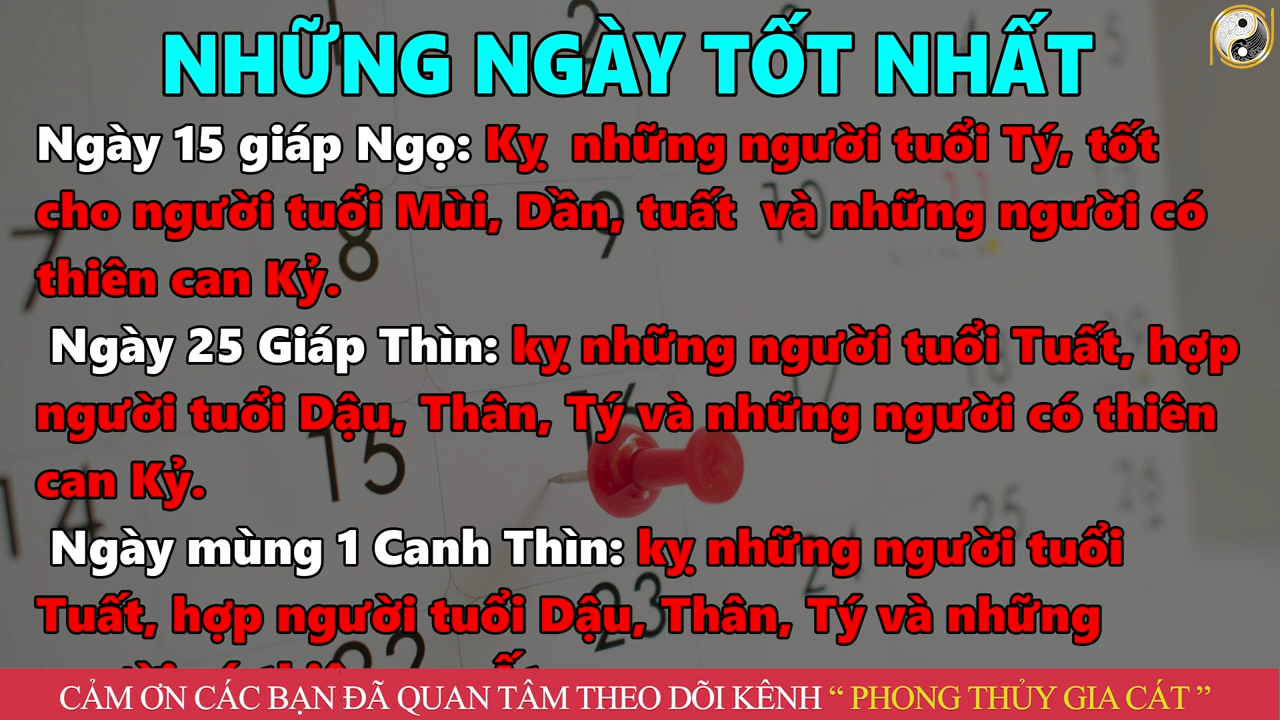 NHỮNG NGÀY TỐT NHẤT
Ngày 15 giáp Ngọ: Kỵ những người tuổi Tý, tốt
cho người tuổi Mùi, Dần, tuất và những người có
thiên can Kỷ.
Ngày 25 Giáp Thìn: kỵ những người tuổi Tuất, hợp
người tuổi Dậu, Thân, Tý và những người có thiên
can Kỷ.
Ngày mùng 1 Canh Thìn: kỵ những người tuổi
Tuất, hợp người tuổi Dậu, Thân, Tý và những
CẢM ƠN CÁC BẠN ĐÃ QUAN TÂM THEO DÕI KÊNH “ PHONG THỦY GIA CÁT ”